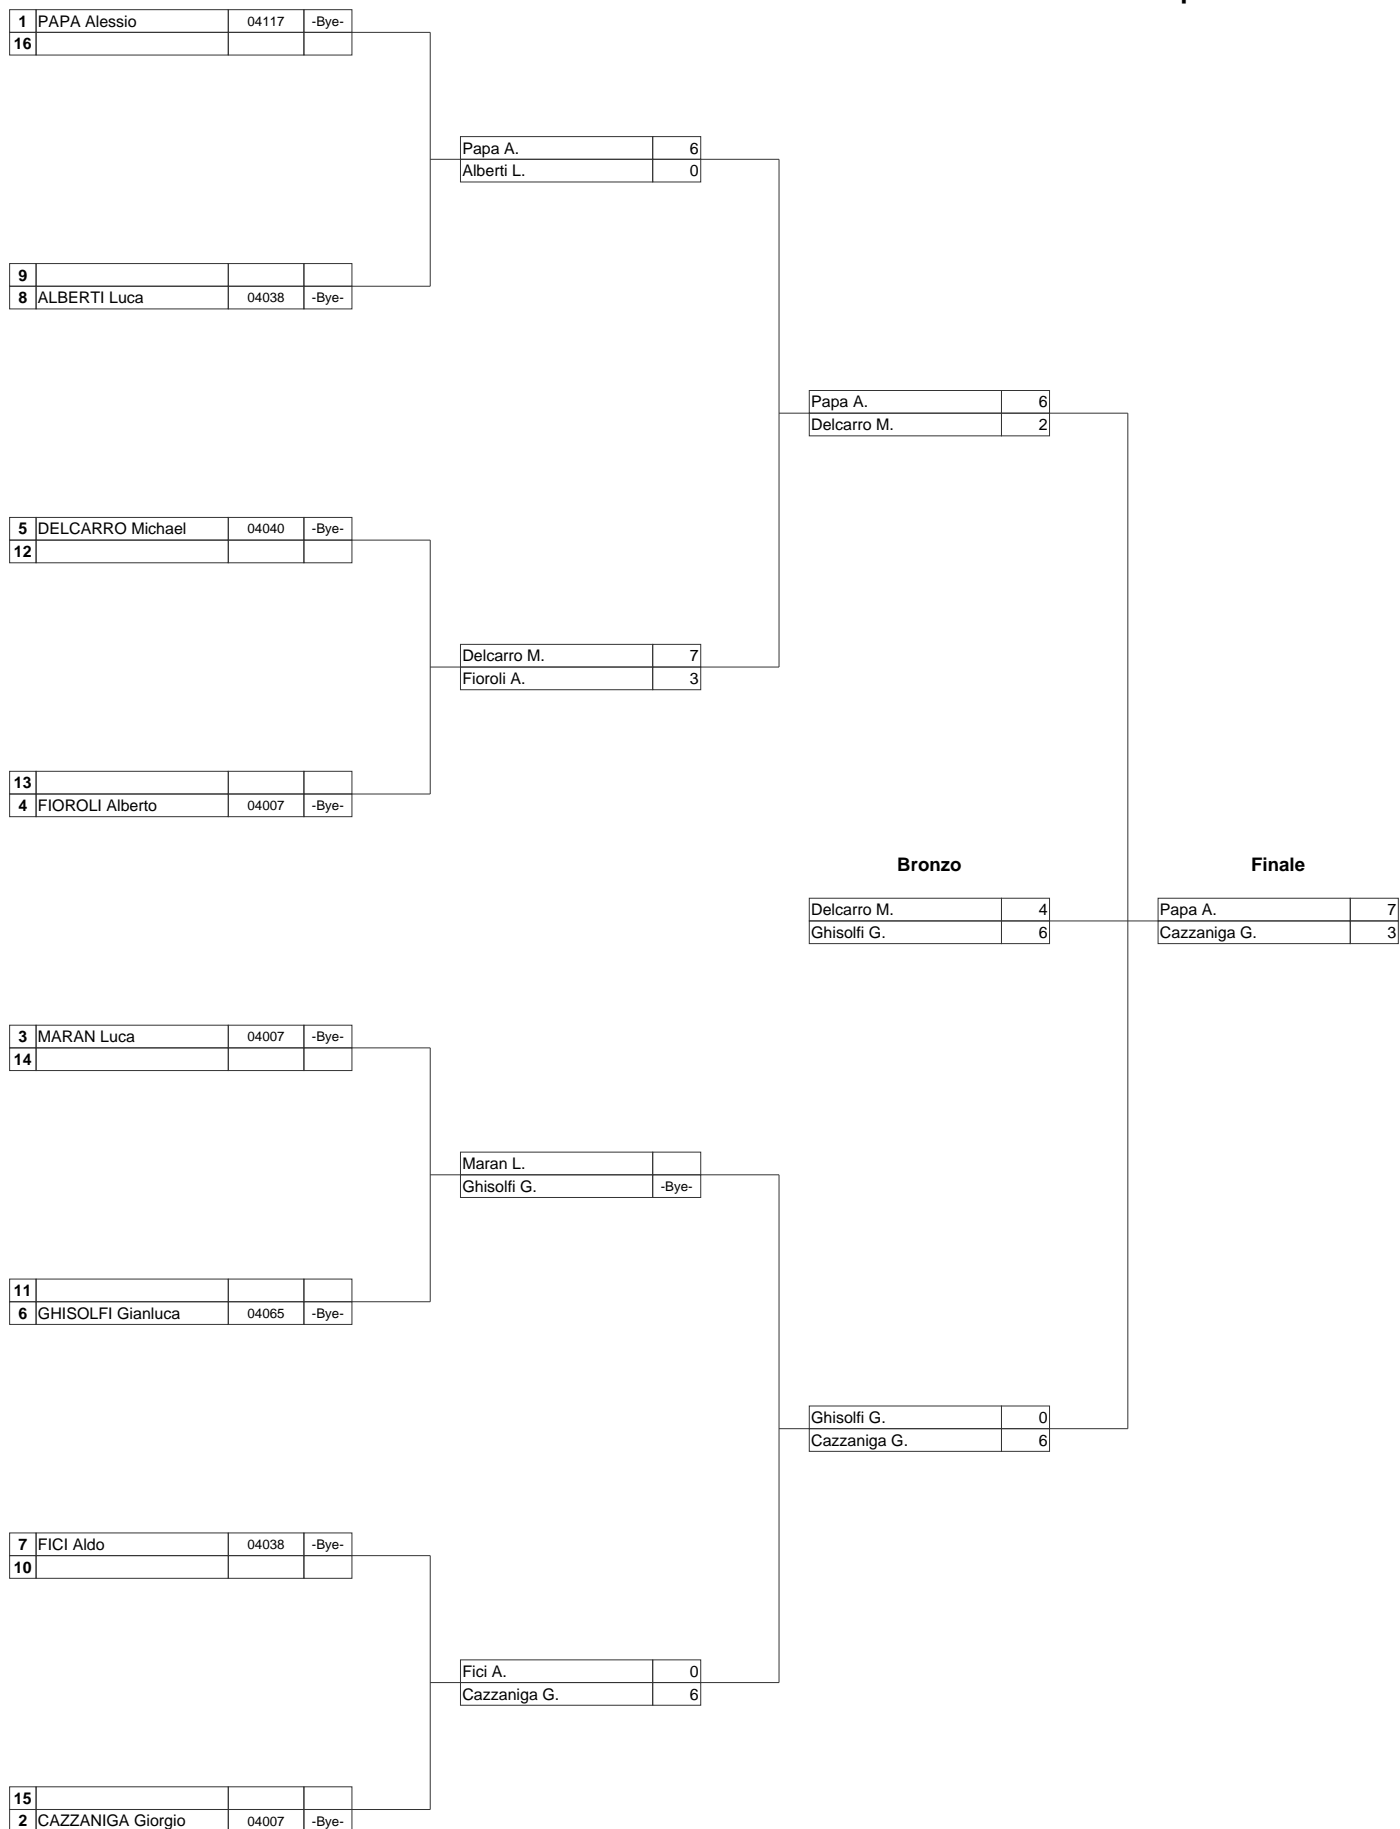 1 PAPA Alessio 04117 -Bye-
16
Papa A. 6
Alberti L. 0
9
8 ALBERTI Luca 04038 -Bye-
Papa A. 6
Delcarro M. 2
5 DELCARRO Michael 04040 -Bye-
12
Delcarro M. 7
Fioroli A. 3
13
4 FIOROLI Alberto 04007 -Bye-
Bronzo Finale
Delcarro M. 4 Papa A. 7
Ghisolfi G. 6 Cazzaniga G. 3
3 MARAN Luca 04007 -Bye-
14
Maran L.
Ghisolfi G. -Bye-
11
6 GHISOLFI Gianluca 04065 -Bye-
Ghisolfi G. 0
Cazzaniga G. 6
7 FICI Aldo 04038 -Bye-
10
Fici A. 0
Cazzaniga G. 6
15
2 CAZZANIGA Giorgio 04007 -Bye-